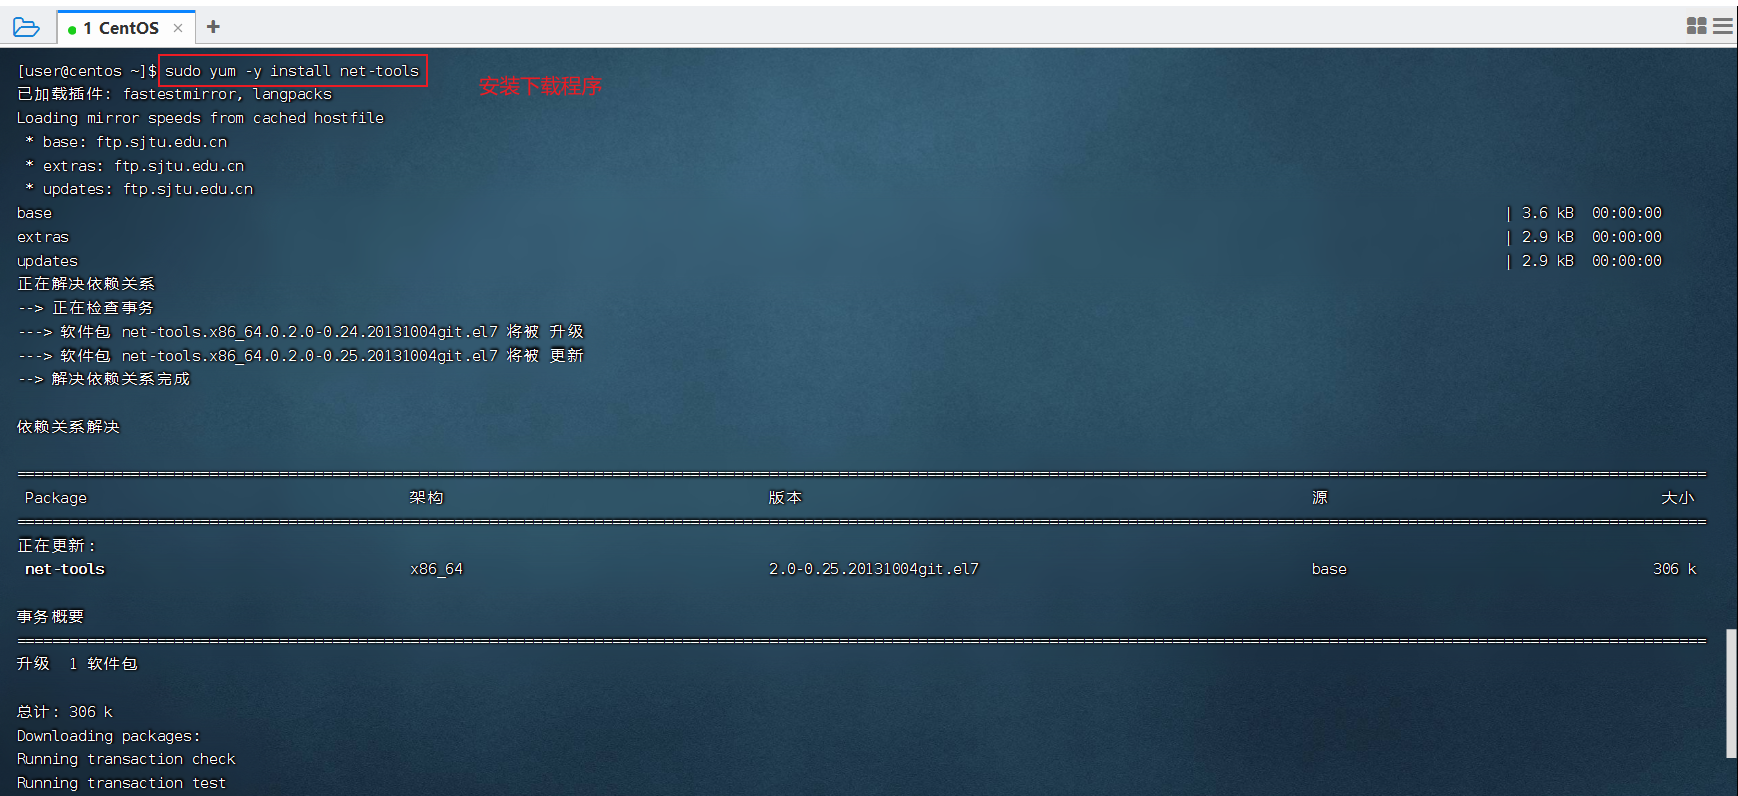 1 CentOS × +
[user@centos ~]$ sudo yum -y install net-tools
安装下载程序
已加载插件: fastestmirror, langpacks
Loading mirror speeds from cached hostfile
* base: ftp.sjtu.edu.cn
* extras: ftp.sjtu.edu.cn
* updates: ftp.sjtu.edu.cn
base | 3.6 kB 00:00:00
extras | 2.9 kB 00:00:00
updates | 2.9 kB 00:00:00
正在解决依赖关系
--> 正在检查事务
---> 软件包 net-tools.x86_64.0.2.0-0.24.20131004git.el7 将被 升级
---> 软件包 net-tools.x86_64.0.2.0-0.25.20131004git.el7 将被 更新
--> 解决依赖关系完成
依赖关系解决
Package 架构 版本 源 大小
正在更新:
net-tools x86_64 2.0-0.25.20131004git.el7 base 306 k
事务概要
升级 1 软件包
总计: 306 k
Downloading packages:
Running transaction check
Running transaction test